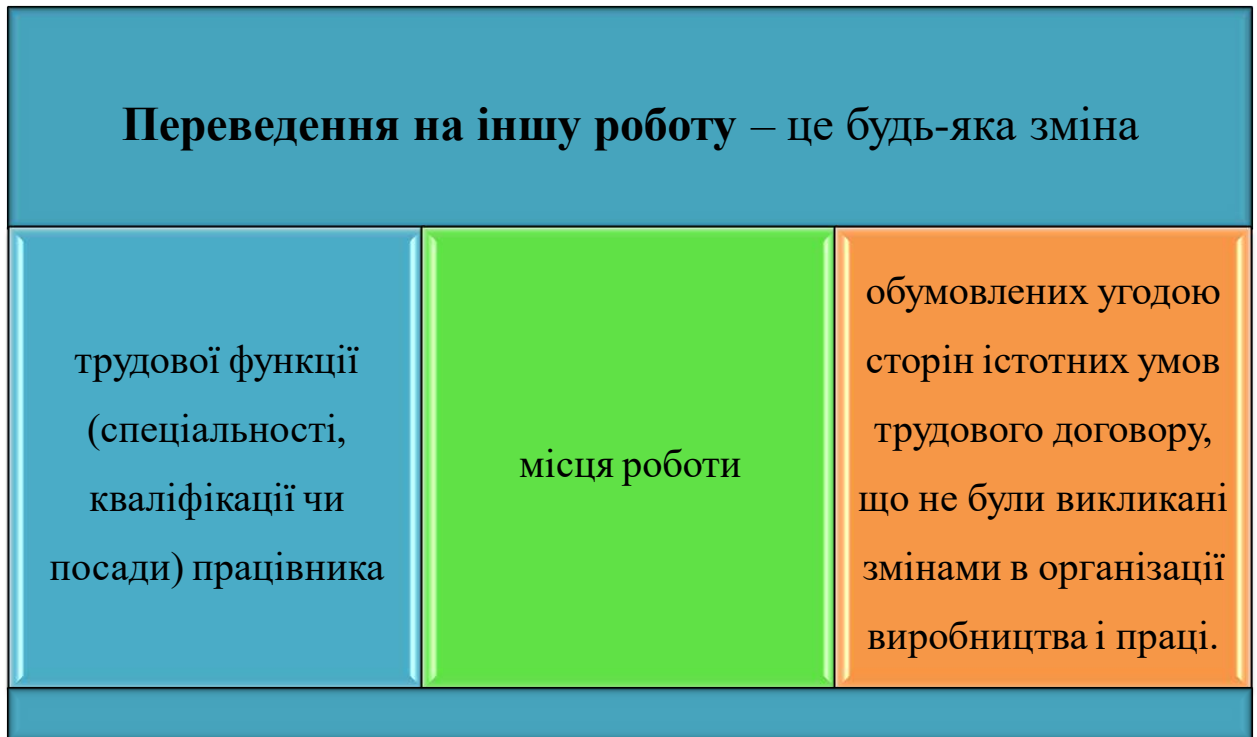 Переведення на іншу роботу – це будь-яка зміна
трудової функції
(спеціальності,
кваліфікації чи
посади) працівника
місця роботи
обумовлених угодою
сторін істотних умов
трудового договору,
що не були викликані
змінами в організації
виробництва і праці.